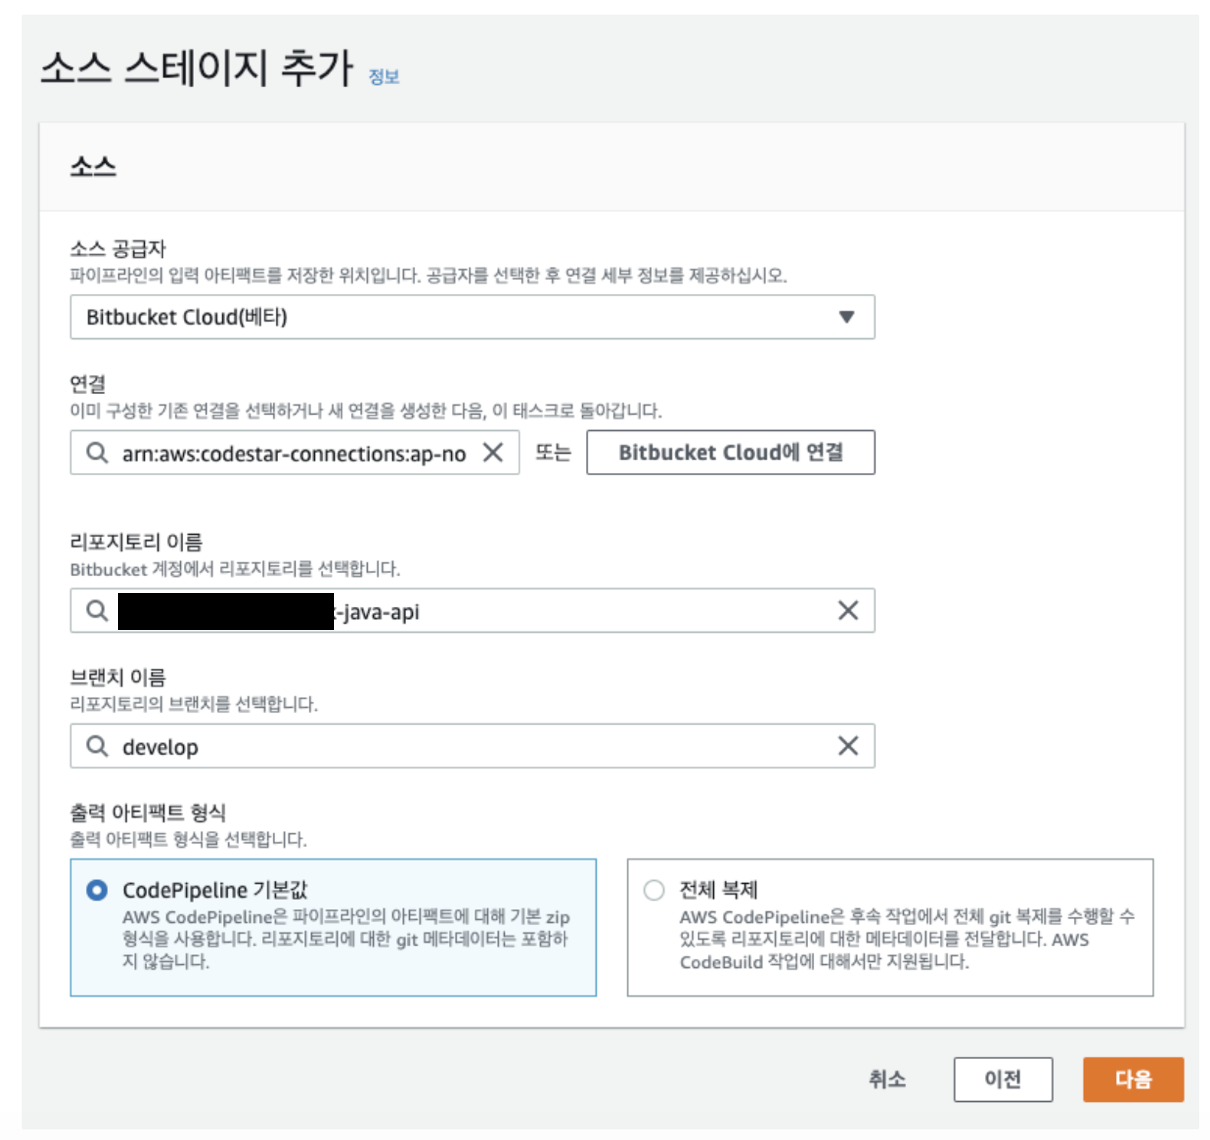 소스 스테이지 추가 정보
소스
소스 공급자
파이프라인의 입력 아티팩트를 저장한 위치입니다. 공급자를 선택한 후 연결 세부 정보를 제공하십시오.
Bitbucket Cloud(베타)
연결
이미 구성한 기존 연결을 선택하거나 새 연결을 생성한 다음, 이 태스크로 돌아갑니다.
arn:aws:codestar-connections:ap-no 또는 Bitbucket Cloud에 연결
리포지토리 이름
Bitbucket 계정에서 리포지토리를 선택합니다.
-java-api
브랜치 이름
리포지토리의 브랜치를 선택합니다.
develop
출력 아티팩트 형식
출력 아티팩트 형식을 선택합니다.
CodePipeline 기본값
AWS CodePipeline은 파이프라인의 아티팩트에 대해 기본 zip
형식을 사용합니다. 리포지토리에 대한 git 메타데이터는 포함하
지 않습니다.
전체 복제
AWS CodePipeline은 후속 작업에서 전체 git 복제를 수행할 수
있도록 리포지토리에 대한 메타데이터를 전달합니다. AWS
CodeBuild 작업에 대해서만 지원됩니다.
취소 이전 다음